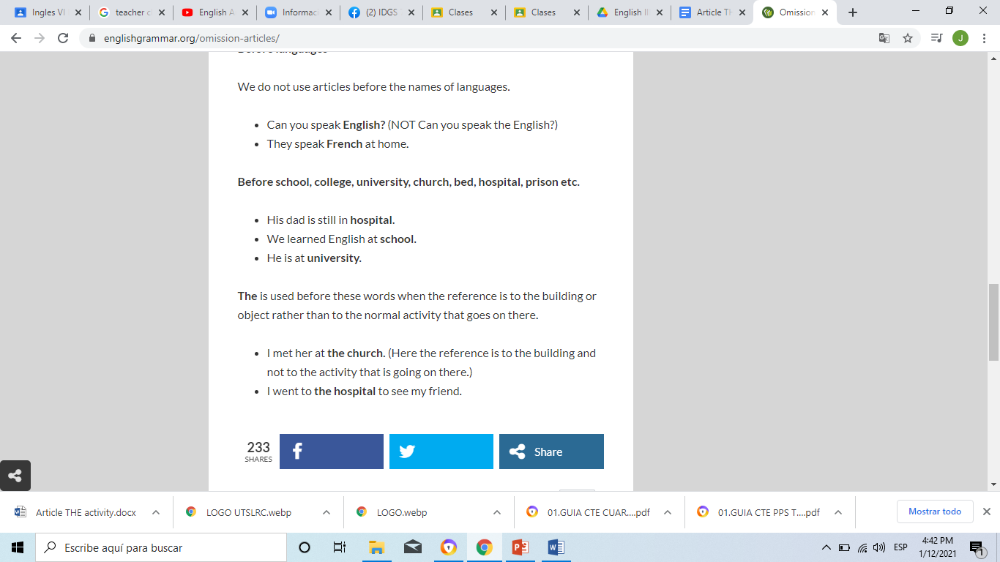 Ingles VI
teacher c
English A
Informaci
(2) IDGS
Clases
Clases
English II
Article TH
Omission
englishgrammar.org/omission-articles/
J
Before languages
We do not use articles before the names of languages.
Can you speak English? (NOT Can you speak the English?)
They speak French at home.
Before school, college, university, church, bed, hospital, prison etc.
His dad is still in hospital.
We learned English at school.
He is at university.
The is used before these words when the reference is to the building or
object rather than to the normal activity that goes on there.
I met her at the church. (Here the reference is to the building and
not to the activity that is going on there.)
I went to the hospital to see my friend.
233
SHARES
Share
Article THE activity.docx
LOGO UTSLRC.webp
LOGO.webp
01.GUIA CTE CUAR....pdf
01.GUIA CTE PPS T....pdf
Mostrar todo
Escribe aquí para buscar
ESP
4:42 PM
1/12/2021
1